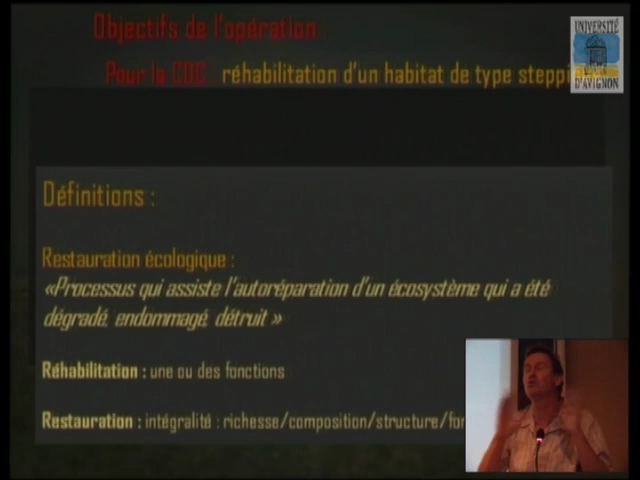 Objectifs de l'opération :
Pour la CDC réhabilitation d'un habitat de type steppi
UNIVERSITÉ
D'AVIGNON
Définitions :
Restauration écologique :
«Processus qui assiste l'autoréparation d'un écosystème qui a été
dégradé, endommagé, détruit »
Réhabilitation : une ou des fonctions
Restauration : intégralité : richesse/composition/structure/fon